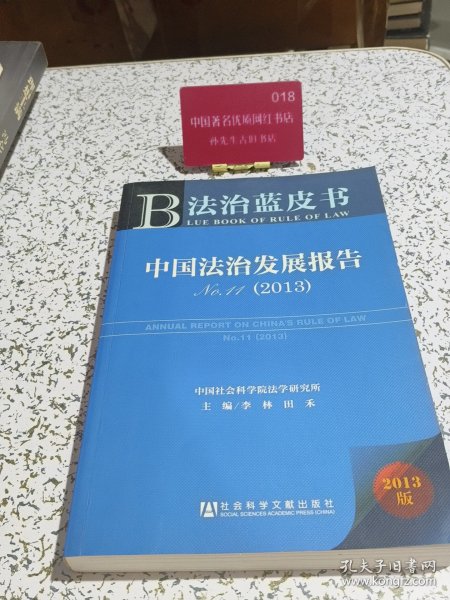 018
中国著名优质网红书店
孙先生古旧书店
B法治蓝皮书
LUE BOOK OF RULE OF LAW
中国法治发展报告
No.11 (2013)
ANNUAL REPORT ON CHINA'S RULE OF LAW
No.11 (2013)
中国社会科学院法学研究所
主 编/李 林 田 禾
2013
版
社会科学文献出版社
SOCIAL SCIENCES ACADEMIC PRESS (CHINA)
孔夫子旧书网
www.kongfz.com